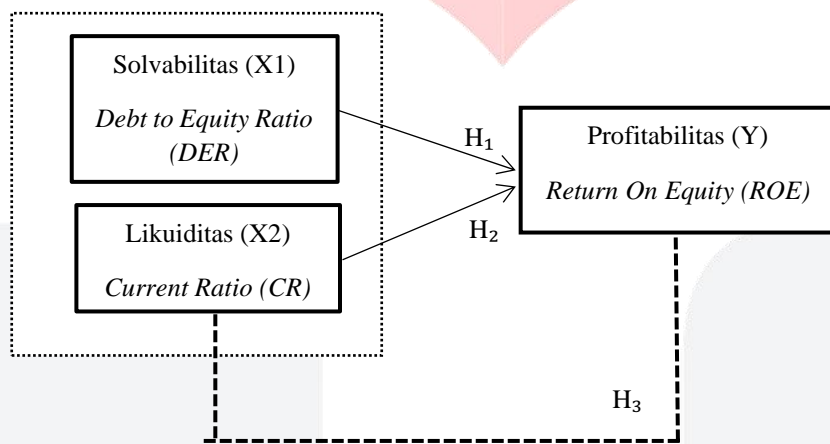 Solvabilitas (X1)
Debt to Equity Ratio
(DER)
H₁
Profitabilitas (Y)
Return On Equity (ROE)
Likuiditas (X2)
Current Ratio (CR)
H₂
H₃